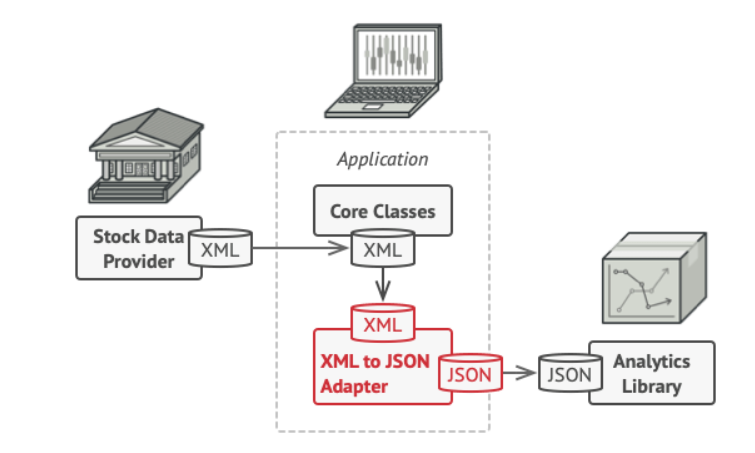 Application
Core Classes
Stock Data
Provider
XML
XML
XML
XML to JSON
Adapter
JSON
JSON
Analytics
Library